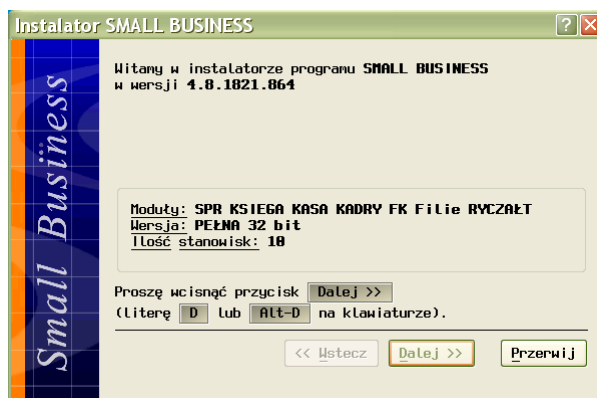 Instalator SMALL BUSINESS
Small Business
Witamy w instalatorze programu SMALL BUSINESS
w wersji 4.8.1821.864
Moduły: SPR KSIEGA KASA KADRY FK Filie RYCZAŁT
Wersja: PEŁNA 32 bit
Ilość stanowisk: 10
Proszę wcisnąć przycisk Dalej >>
(literę D lub Alt-D na klawiaturze).
<< Wstecz Dalej >> Przerwij